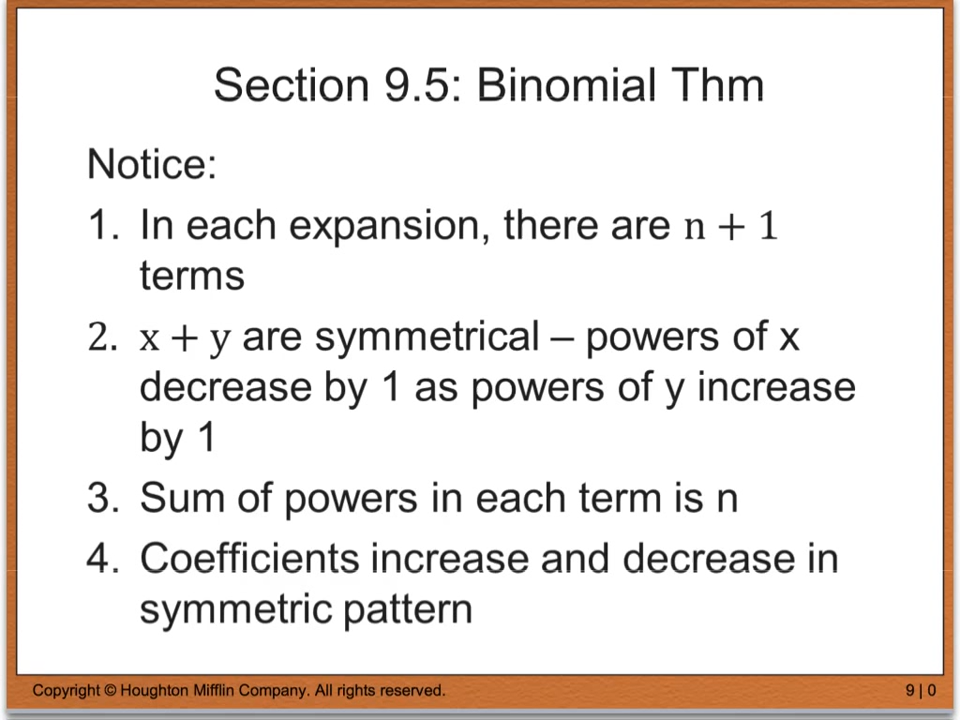 Section 9.5: Binomial Thm
Notice:
1. In each expansion, there are n + 1
terms
2. x + y are symmetrical – powers of x
decrease by 1 as powers of y increase
by 1
3. Sum of powers in each term is n
4. Coefficients increase and decrease in
symmetric pattern
Copyright © Houghton Mifflin Company. All rights reserved.
9 | 0